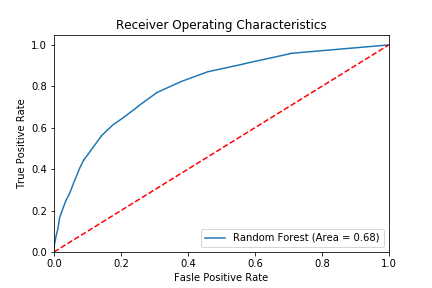 Receiver Operating Characteristics
True Positive Rate
1.0
0.8
0.6
0.4
0.2
0.0
Random Forest (Area = 0.68)
0.0 0.2 0.4 0.6 0.8 1.0
Fasle Positive Rate